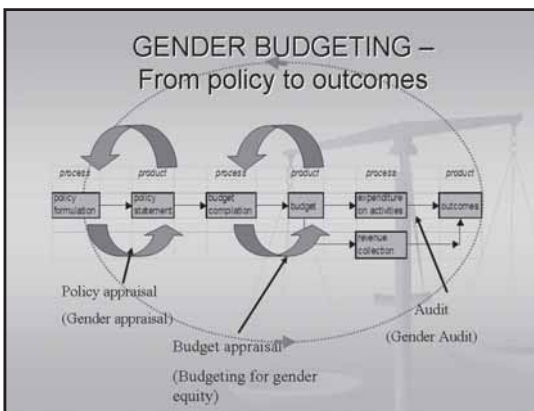 GENDER BUDGETING –
From policy to outcomes
process product process product process product
policy
formulation
policy
statement
budget
compilation
budget
expenditure
on activities
outcomes
revenue
collection
Policy appraisal
(Gender appraisal)
Budget appraisal
(Budgeting for gender
equity)
Audit
(Gender Audit)